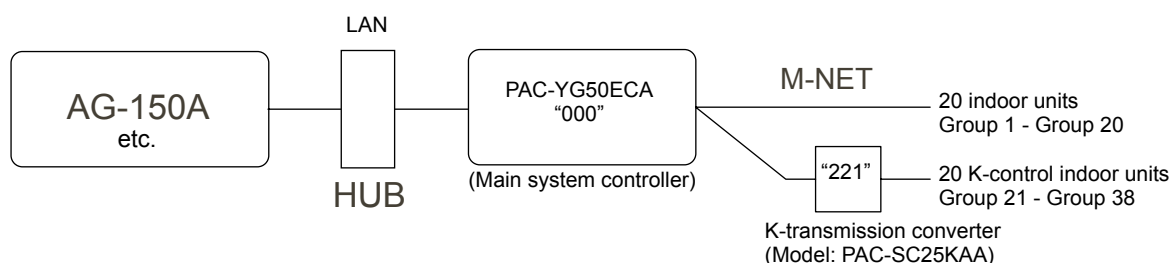 LAN
AG-150A
etc.
HUB
PAC-YG50ECA
“000”
(Main system controller)
M-NET
20 indoor units
Group 1 - Group 20
“221”
20 K-control indoor units
Group 21 - Group 38
K-transmission converter
(Model: PAC-SC25KAA)